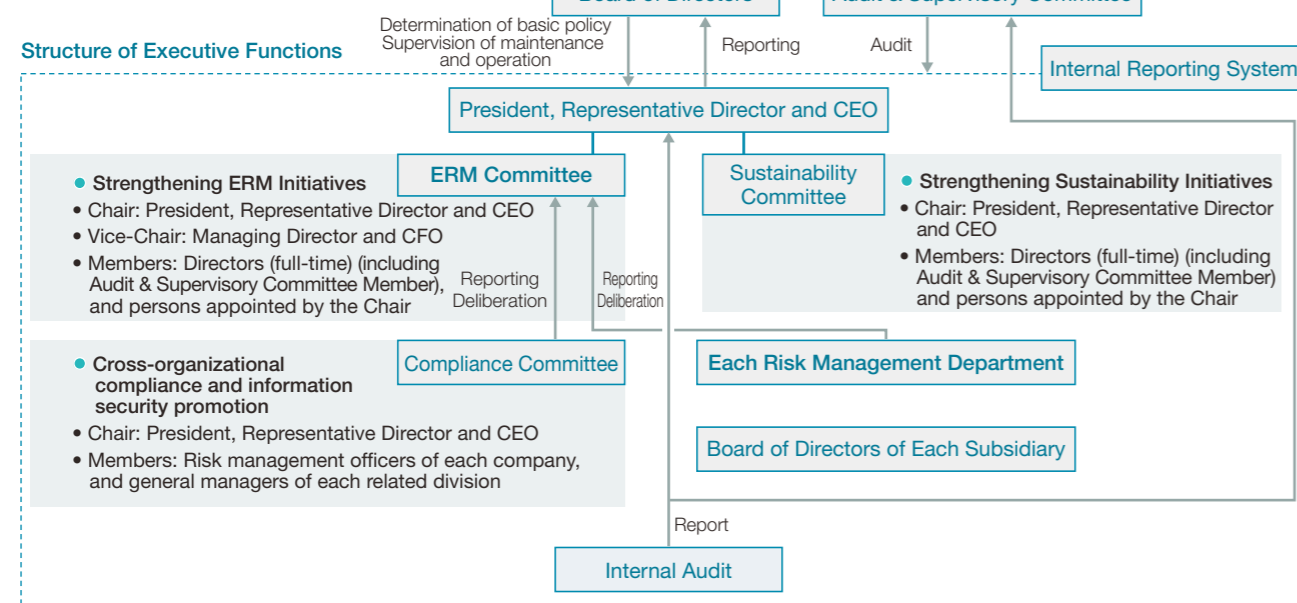 Board of Directors
Audit & Supervisory Committee
Determination of basic policy
Supervision of maintenance
and operation
Reporting
Audit
Structure of Executive Functions
Internal Reporting System
President, Representative Director and CEO
ERM Committee
● Strengthening ERM Initiatives
• Chair: President, Representative Director and CEO
• Vice-Chair: Managing Director and CFO
• Members: Directors (full-time) (including
Audit & Supervisory Committee Member),
and persons appointed by the Chair
Reporting
Deliberation
Reporting
Deliberation
Sustainability
Committee
● Strengthening Sustainability Initiatives
• Chair: President, Representative Director
and CEO
• Members: Directors (full-time) (including
Audit & Supervisory Committee Member)
and persons appointed by the Chair
● Cross-organizational
compliance and information
security promotion
• Chair: President, Representative Director and CEO
• Members: Risk management officers of each company,
and general managers of each related division
Compliance Committee
Each Risk Management Department
Board of Directors of Each Subsidiary
Report
Internal Audit